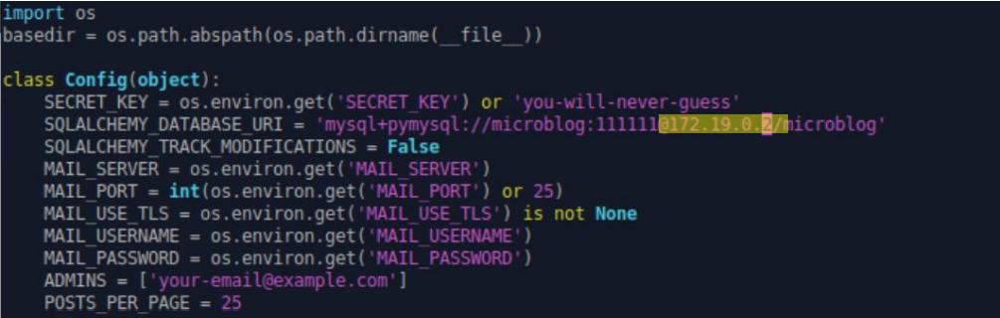 import os
basedir = os.path.abspath(os.path.dirname(__file__))

class Config(object):
    SECRET_KEY = os.environ.get('SECRET_KEY') or 'you-will-never-guess'
    SQLALCHEMY_DATABASE_URI = 'mysql+pymysql://microblog:111111@172.19.0.2/microblog'
    SQLALCHEMY_TRACK_MODIFICATIONS = False
    MAIL_SERVER = os.environ.get('MAIL_SERVER')
    MAIL_PORT = int(os.environ.get('MAIL_PORT') or 25)
    MAIL_USE_TLS = os.environ.get('MAIL_USE_TLS') is not None
    MAIL_USERNAME = os.environ.get('MAIL_USERNAME')
    MAIL_PASSWORD = os.environ.get('MAIL_PASSWORD')
    ADMINS = ['your-email@example.com']
    POSTS_PER_PAGE = 25